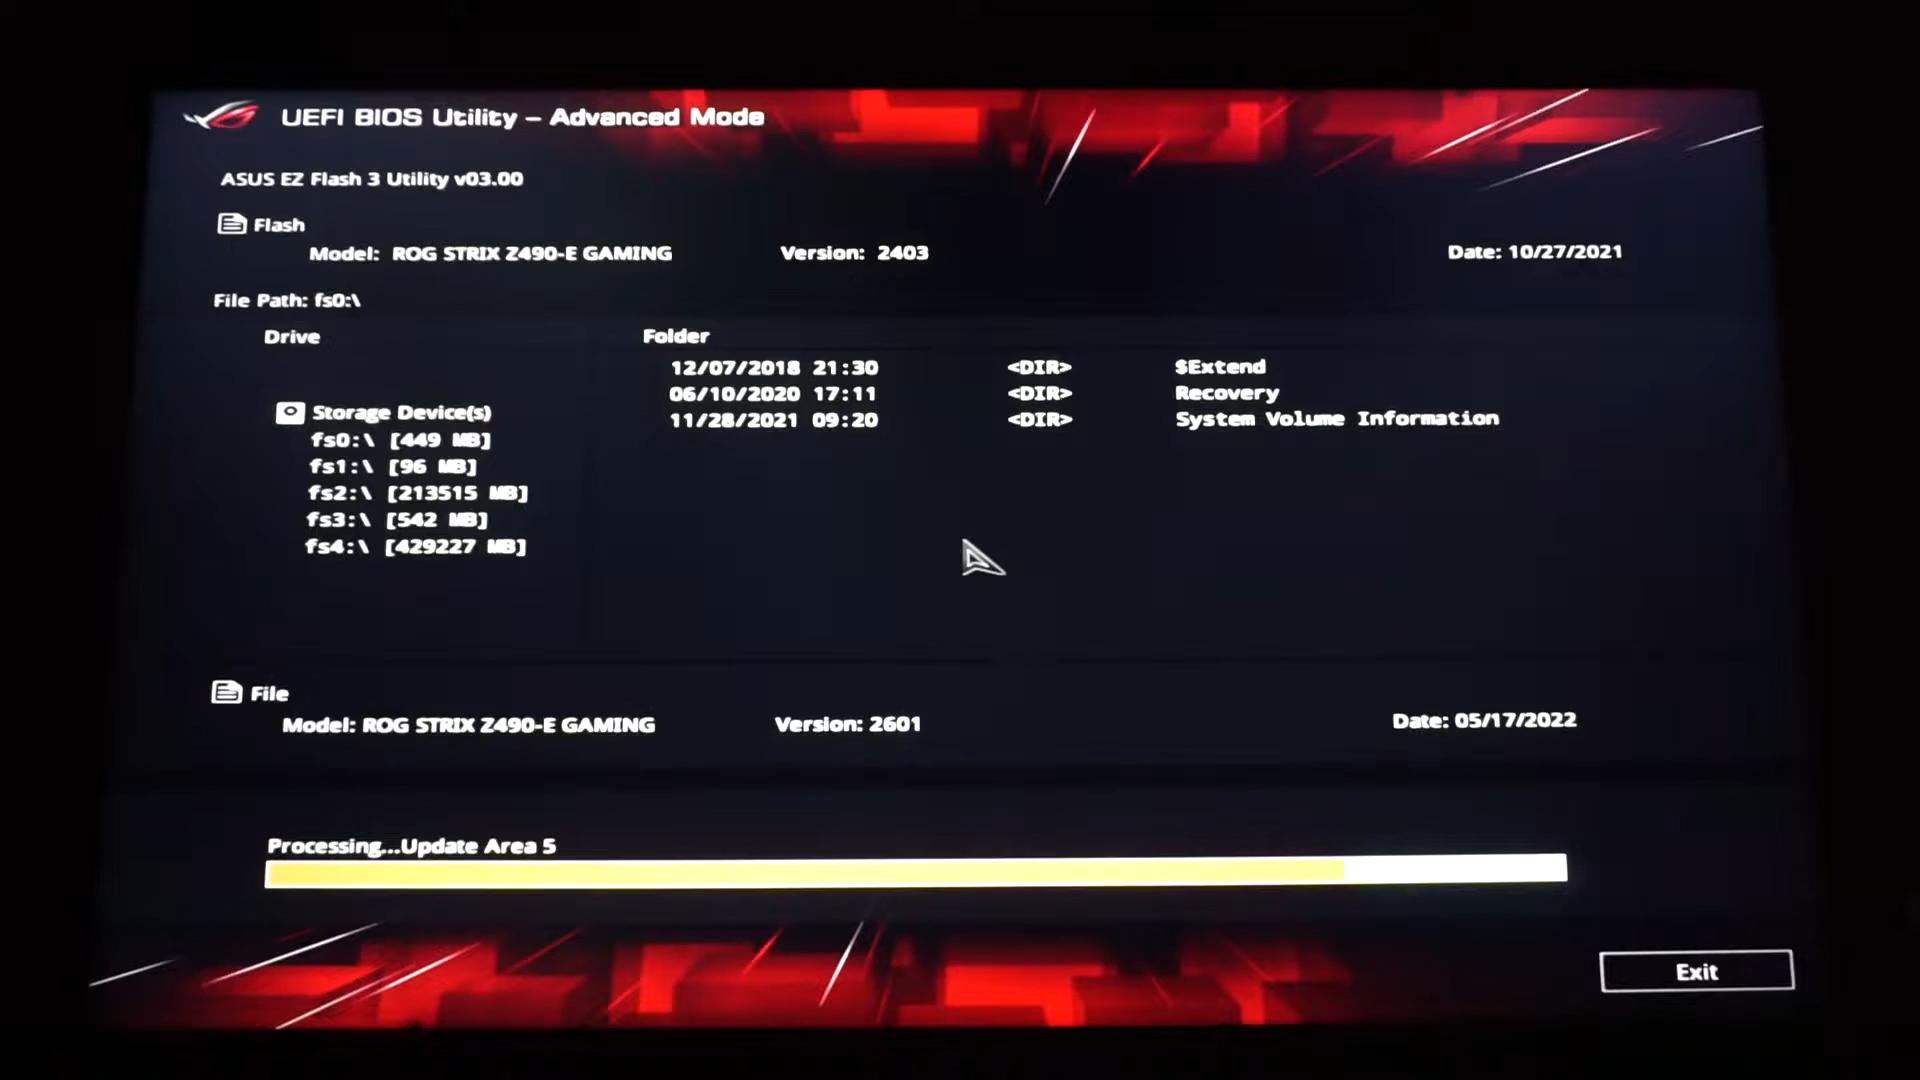 UEFI BIOS Utility – Advanced Mode
ASUS EZ Flash 3 Utility v03.00
Flash
Model: ROG STRIX Z490-E GAMING Version: 2403 Date: 10/27/2021
File Path: fs0:\
Drive Folder
12/07/2018 21:30 <DIR> $Extend
06/10/2020 17:11 <DIR> Recovery
11/28/2021 09:20 <DIR> System Volume Information
Storage Device(s)
fs0:\ [449 MB]
fs1:\ [96 MB]
fs2:\ [213515 MB]
fs3:\ [542 MB]
fs4:\ [429227 MB]
File
Model: ROG STRIX Z490-E GAMING Version: 2601 Date: 05/17/2022
Processing...Update Area 5
Exit